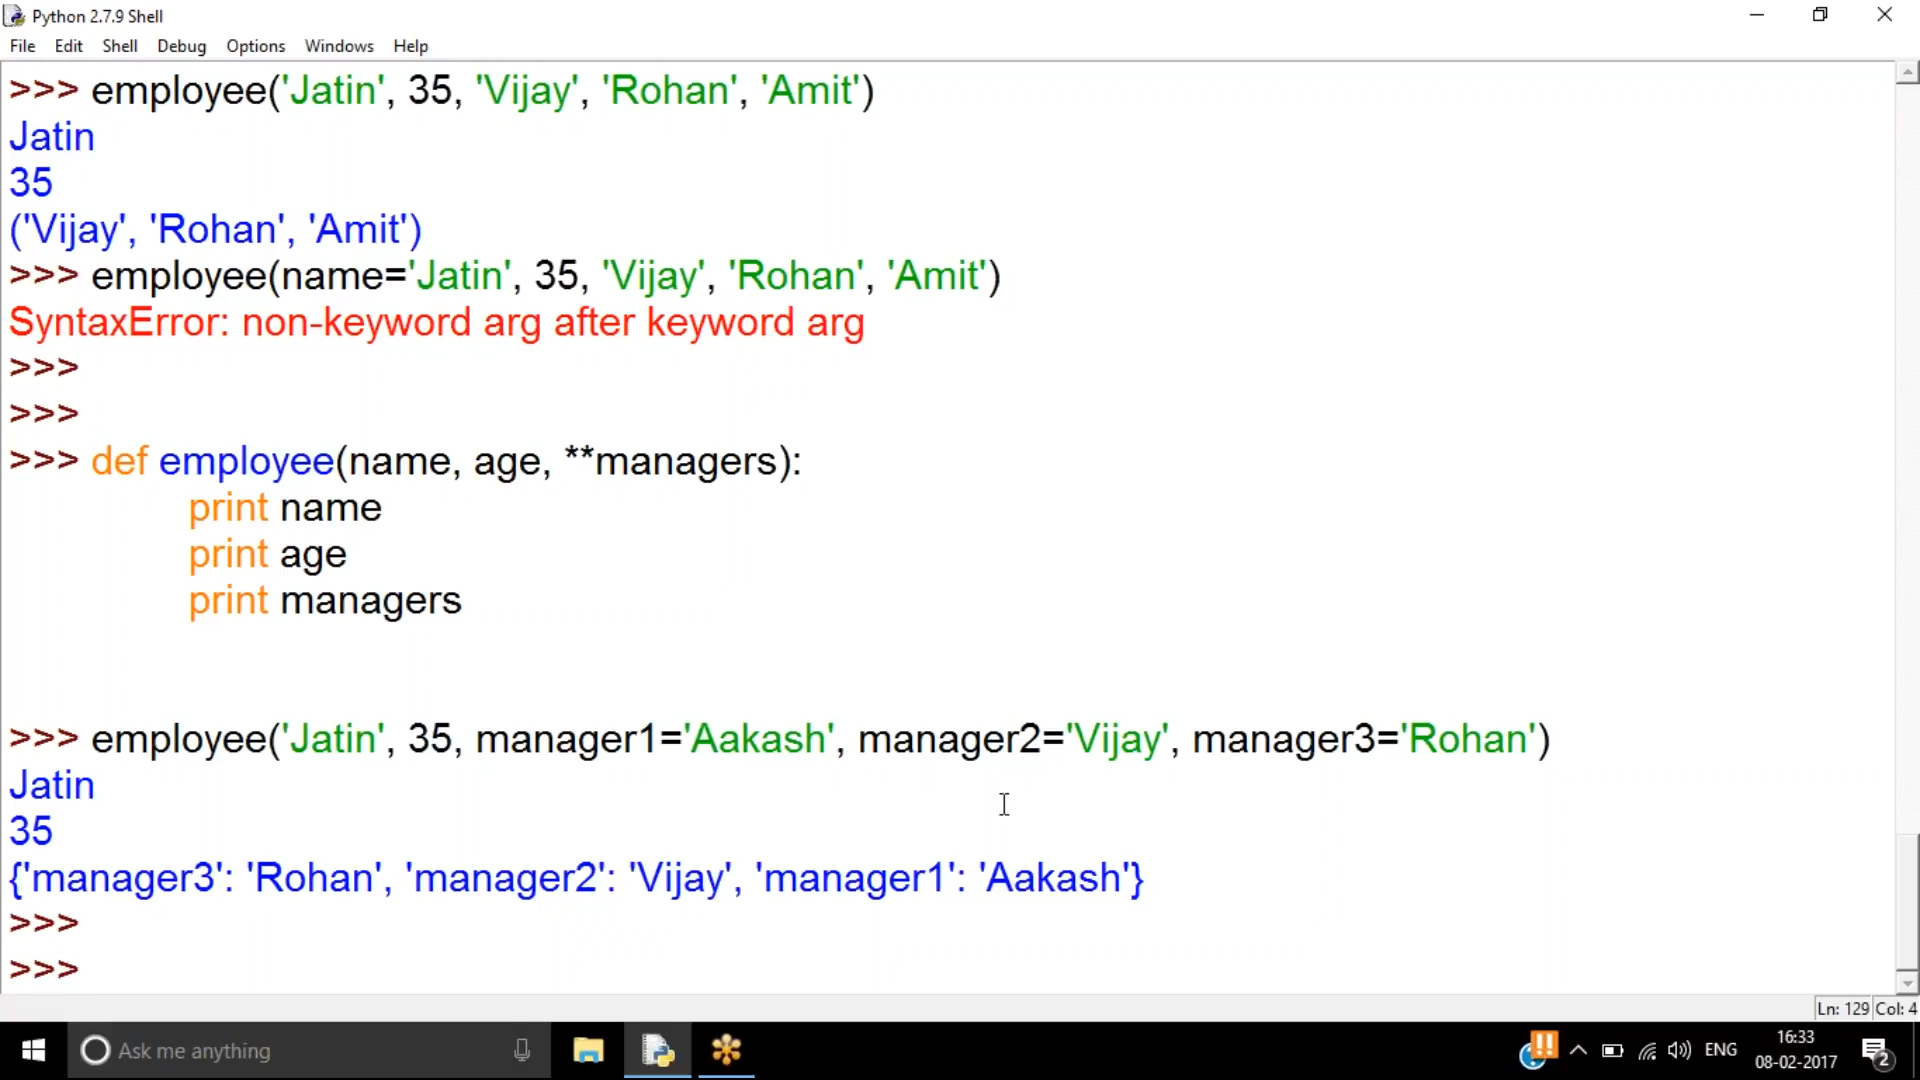 Python 2.7.9 Shell
File Edit Shell Debug Options Windows Help
>>> employee('Jatin', 35, 'Vijay', 'Rohan', 'Amit')
Jatin
35
('Vijay', 'Rohan', 'Amit')
>>> employee(name='Jatin', 35, 'Vijay', 'Rohan', 'Amit')
SyntaxError: non-keyword arg after keyword arg
>>>
>>>
>>> def employee(name, age, **managers):
print name
print age
print managers
>>> employee('Jatin', 35, manager1='Aakash', manager2='Vijay', manager3='Rohan')
Jatin
35
{'manager3': 'Rohan', 'manager2': 'Vijay', 'manager1': 'Aakash'}
>>>
>>>
Ln: 129 Col: 4
Ask me anything
ENG
16:33
08-02-2017
2